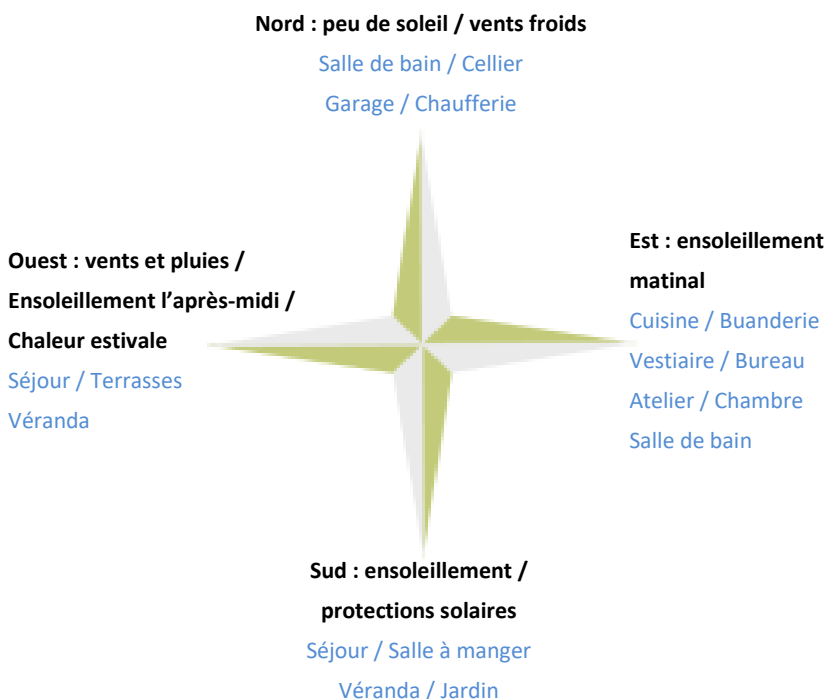 Nord : peu de soleil / vents froids
Salle de bain / Cellier
Garage / Chaufferie
Ouest : vents et pluies /
Ensoleillement l’après-midi /
Chaleur estivale
Séjour / Terrasses
Véranda
Est : ensoleillement
matinal
Cuisine / Buanderie
Vestiaire / Bureau
Atelier / Chambre
Salle de bain
Sud : ensoleillement /
protections solaires
Séjour / Salle à manger
Véranda / Jardin